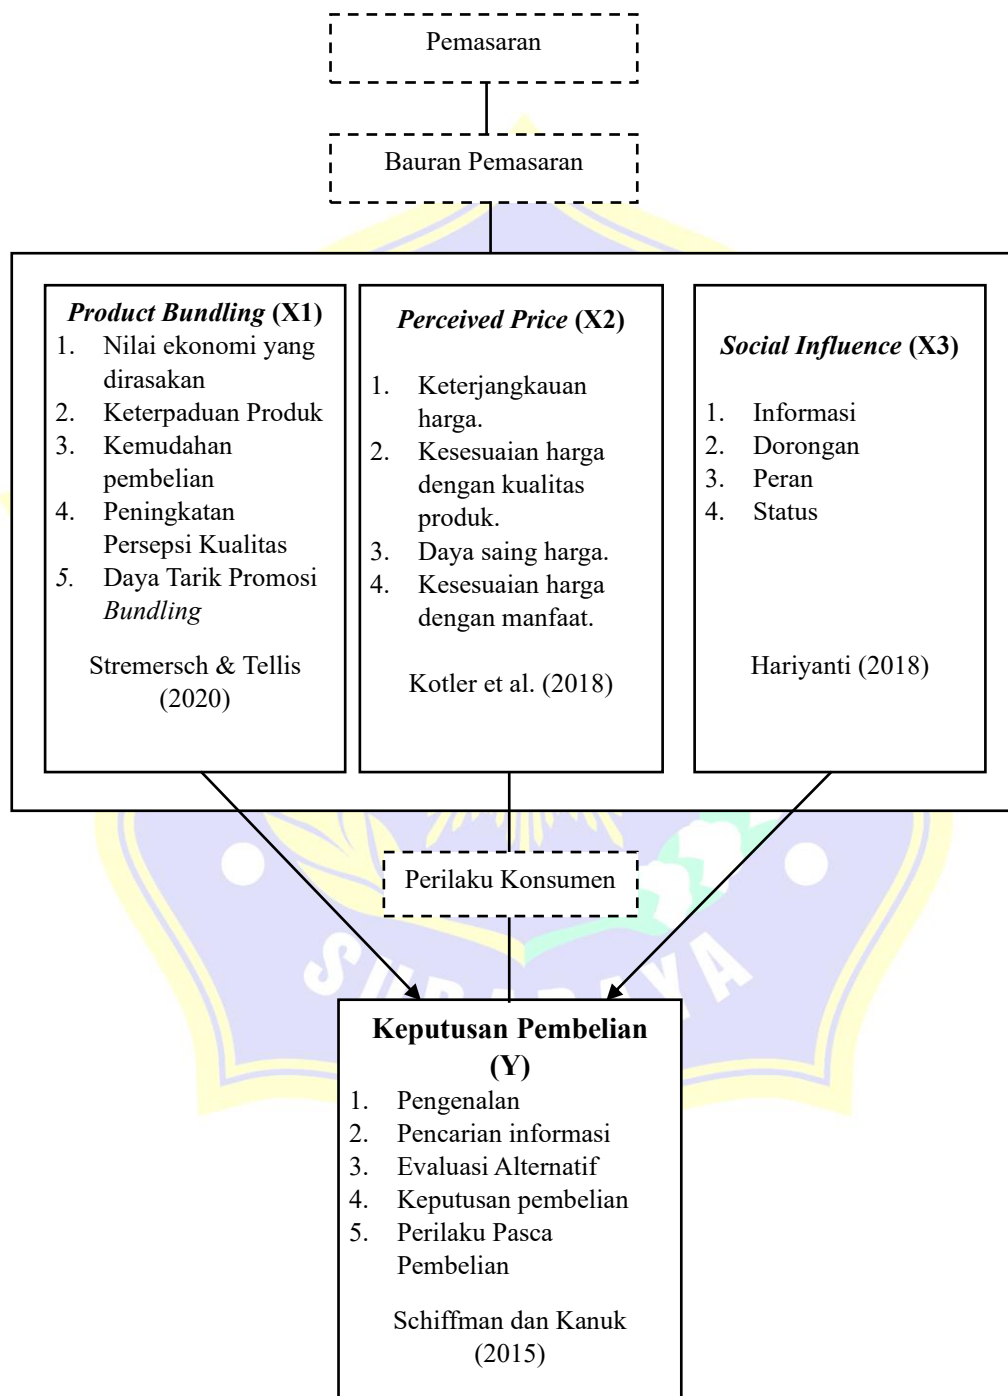 Pemasaran
Bauran Pemasaran
Product Bundling (X1)
1. Nilai ekonomi yang
dirasakan
2. Keterpaduan Produk
3. Kemudahan
pembelian
4. Peningkatan
Persepsi Kualitas
5. Daya Tarik Promosi
Bundling
Stremersch & Tellis
(2020)
Perceived Price (X2)
1. Keterjangkauan
harga.
2. Kesesuaian harga
dengan kualitas
produk.
3. Daya saing harga.
4. Kesesuaian harga
dengan manfaat.
Kotler et al. (2018)
Social Influence (X3)
1. Informasi
2. Dorongan
3. Peran
4. Status
Hariyanti (2018)
Perilaku Konsumen
SURABAYA
Keputusan Pembelian
(Y)
1. Pengenalan
2. Pencarian informasi
3. Evaluasi Alternatif
4. Keputusan pembelian
5. Perilaku Pasca
Pembelian
Schiffman dan Kanuk
(2015)